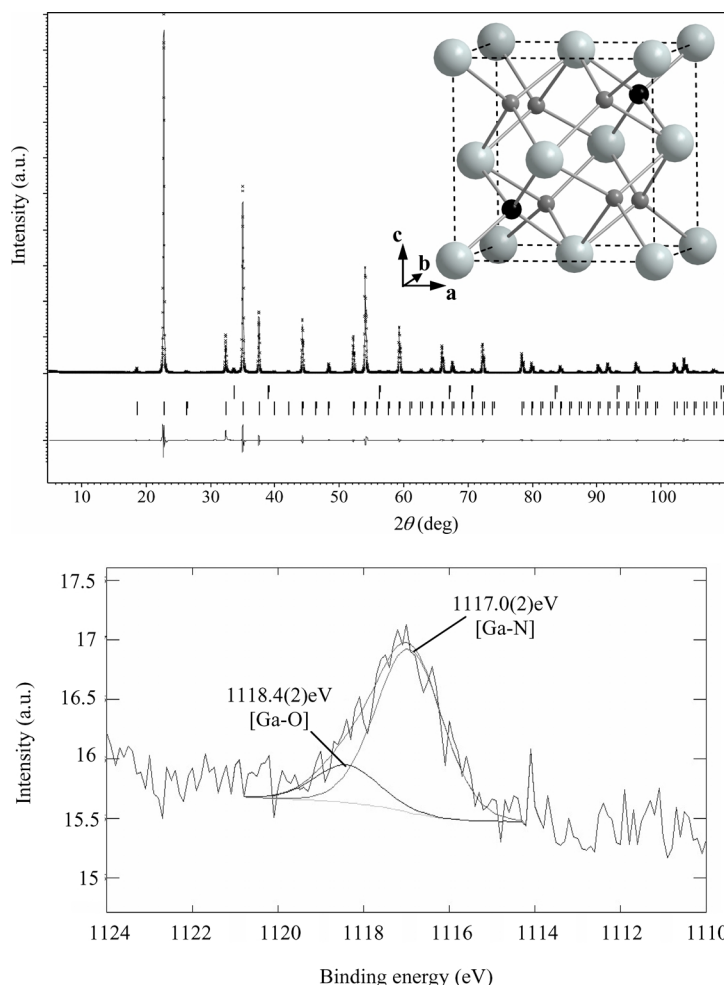 Intensity (a.u.)
c
b
a
10 20 30 40 50 60 70 80 90 100
2θ (deg)
17.5
17
16.5
16
15.5
15
Intensity (a.u.)
1117.0(2)eV
[Ga-N]
1118.4(2)eV
[Ga-O]
1124 1122 1120 1118 1116 1114 1112 1110
Binding energy (eV)